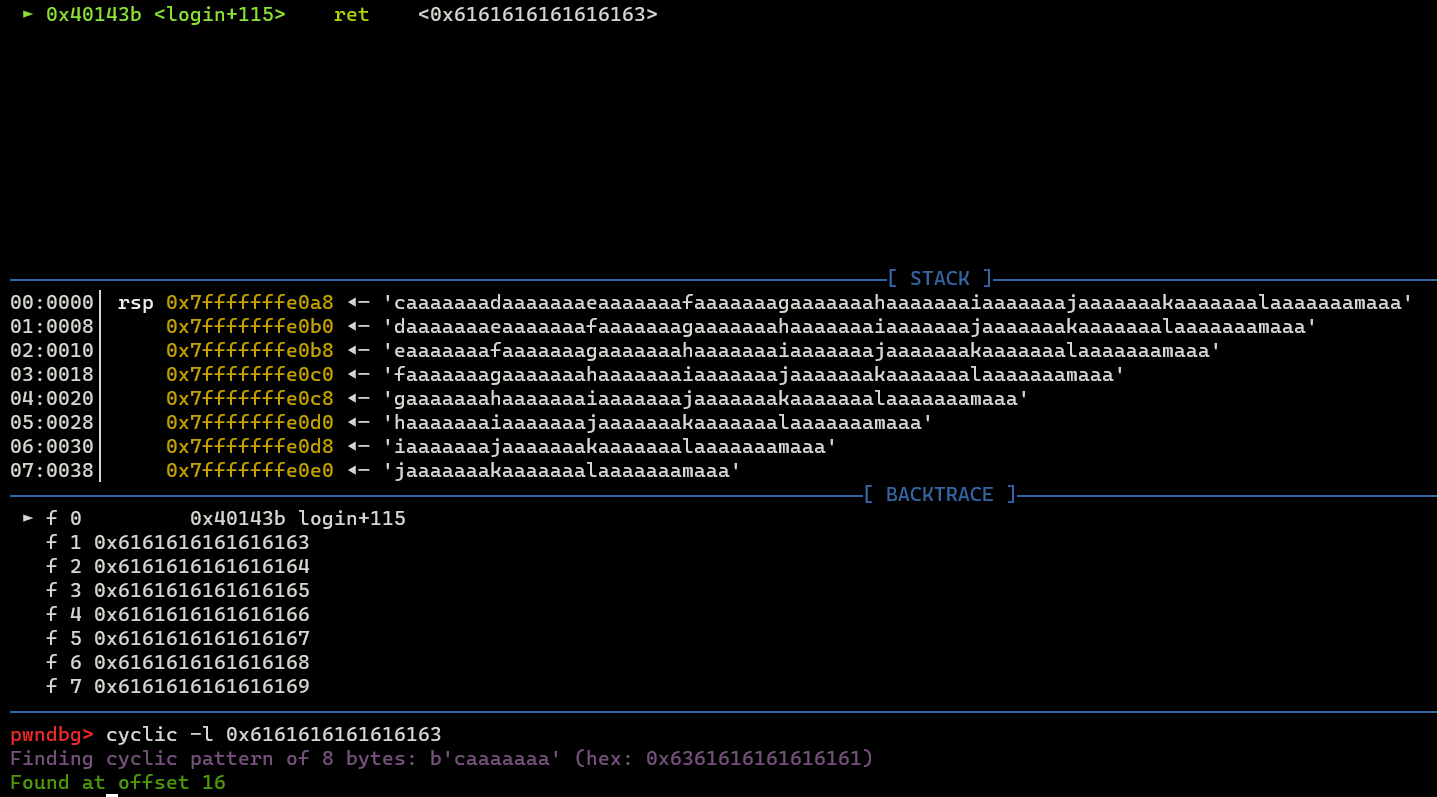 ► 0x40143b <login+115>    ret    <0x6161616161616163>
[ STACK ]
00:0000│ rsp 0x7fffffffe0a8 ◂— 'caaaaaaadaaaaaaaeaaaaaaafaaaaaaagaaaaaaahaaaaaaaiaaaaaaajaaaaaaakaaaaaaalaaaaaaamaaa'
01:0008│     0x7fffffffe0b0 ◂— 'daaaaaaaeaaaaaaafaaaaaaagaaaaaaahaaaaaaaiaaaaaaajaaaaaaakaaaaaaalaaaaaaamaaa'
02:0010│     0x7fffffffe0b8 ◂— 'eaaaaaaafaaaaaaagaaaaaaahaaaaaaaiaaaaaaajaaaaaaakaaaaaaalaaaaaaamaaa'
03:0018│     0x7fffffffe0c0 ◂— 'faaaaaaagaaaaaaahaaaaaaaiaaaaaaajaaaaaaakaaaaaaalaaaaaaamaaa'
04:0020│     0x7fffffffe0c8 ◂— 'gaaaaaaahaaaaaaaiaaaaaaajaaaaaaakaaaaaaalaaaaaaamaaa'
05:0028│     0x7fffffffe0d0 ◂— 'haaaaaaaiaaaaaaajaaaaaaakaaaaaaalaaaaaaamaaa'
06:0030│     0x7fffffffe0d8 ◂— 'iaaaaaaajaaaaaaakaaaaaaalaaaaaaamaaa'
07:0038│     0x7fffffffe0e0 ◂— 'jaaaaaaakaaaaaaalaaaaaaamaaa'
[ BACKTRACE ]
► f 0         0x40143b login+115
  f 1 0x6161616161616163
  f 2 0x6161616161616164
  f 3 0x6161616161616165
  f 4 0x6161616161616166
  f 5 0x6161616161616167
  f 6 0x6161616161616168
  f 7 0x6161616161616169
pwndbg> cyclic -l 0x6161616161616163
Finding cyclic pattern of 8 bytes: b'caaaaaaa' (hex: 0x6361616161616161)
Found at offset 16